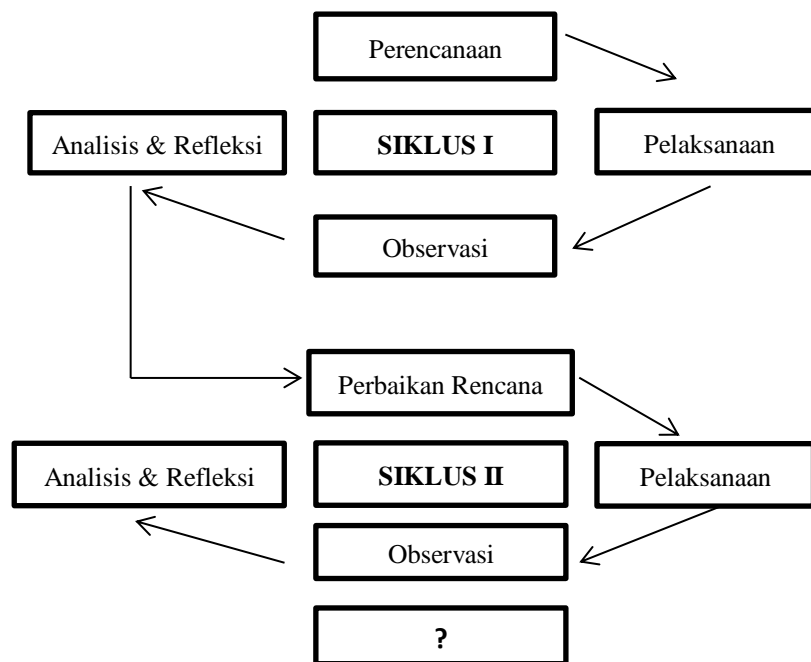 Perencanaan
Analisis & Refleksi
SIKLUS I
Pelaksanaan
Observasi
Perbaikan Rencana
Analisis & Refleksi
SIKLUS II
Pelaksanaan
Observasi
?